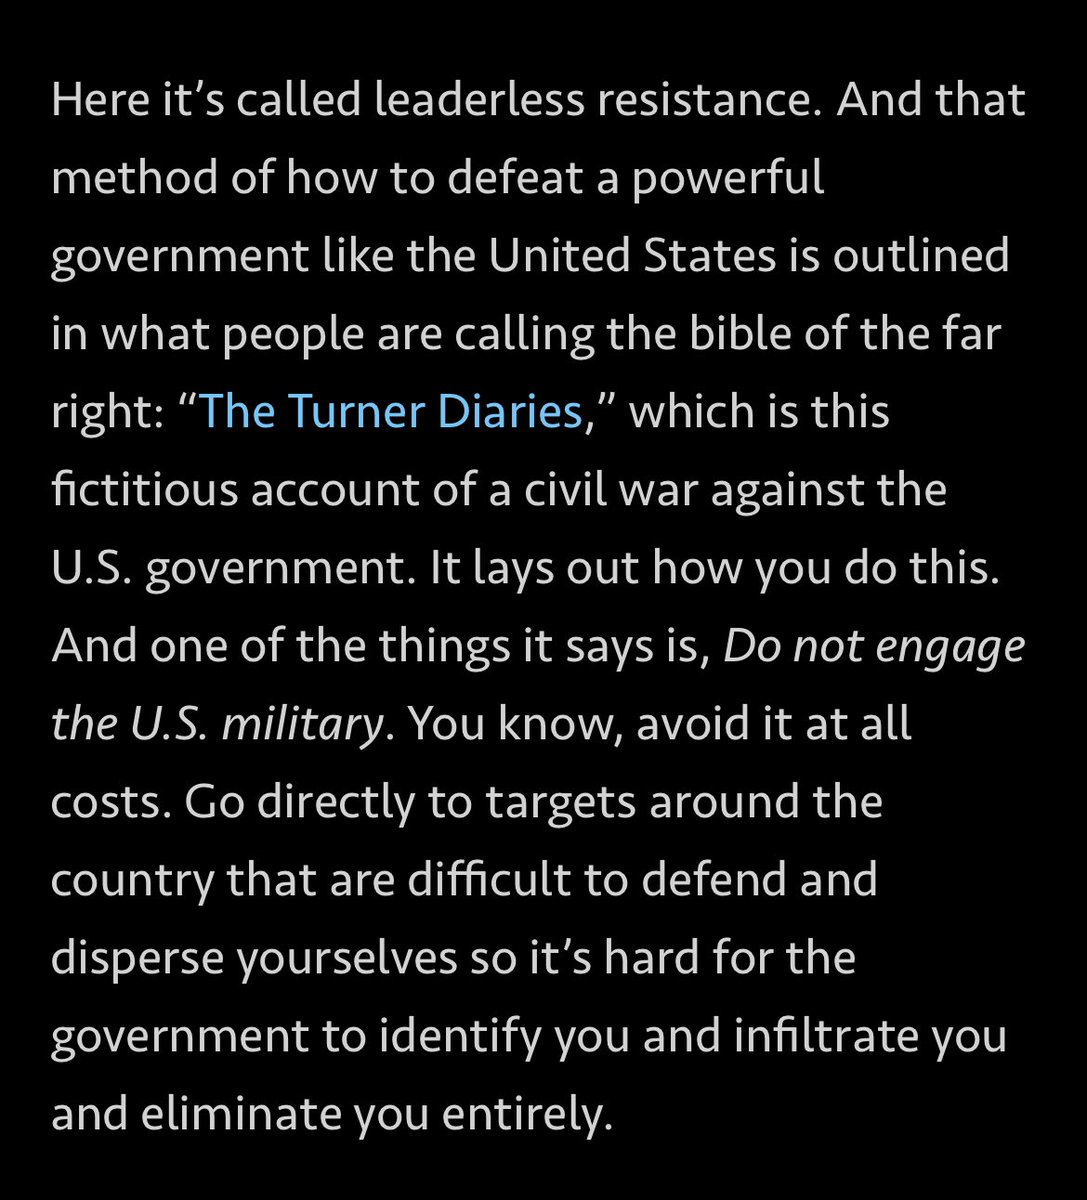 Here it’s called leaderless resistance. And that
method of how to defeat a powerful
government like the United States is outlined
in what people are calling the bible of the far
right: “The Turner Diaries,” which is this
fictitious account of a civil war against the
U.S. government. It lays out how you do this.
And one of the things it says is, Do not engage
the U.S. military. You know, avoid it at all
costs. Go directly to targets around the
country that are difficult to defend and
disperse yourselves so it’s hard for the
government to identify you and infiltrate you
and eliminate you entirely.